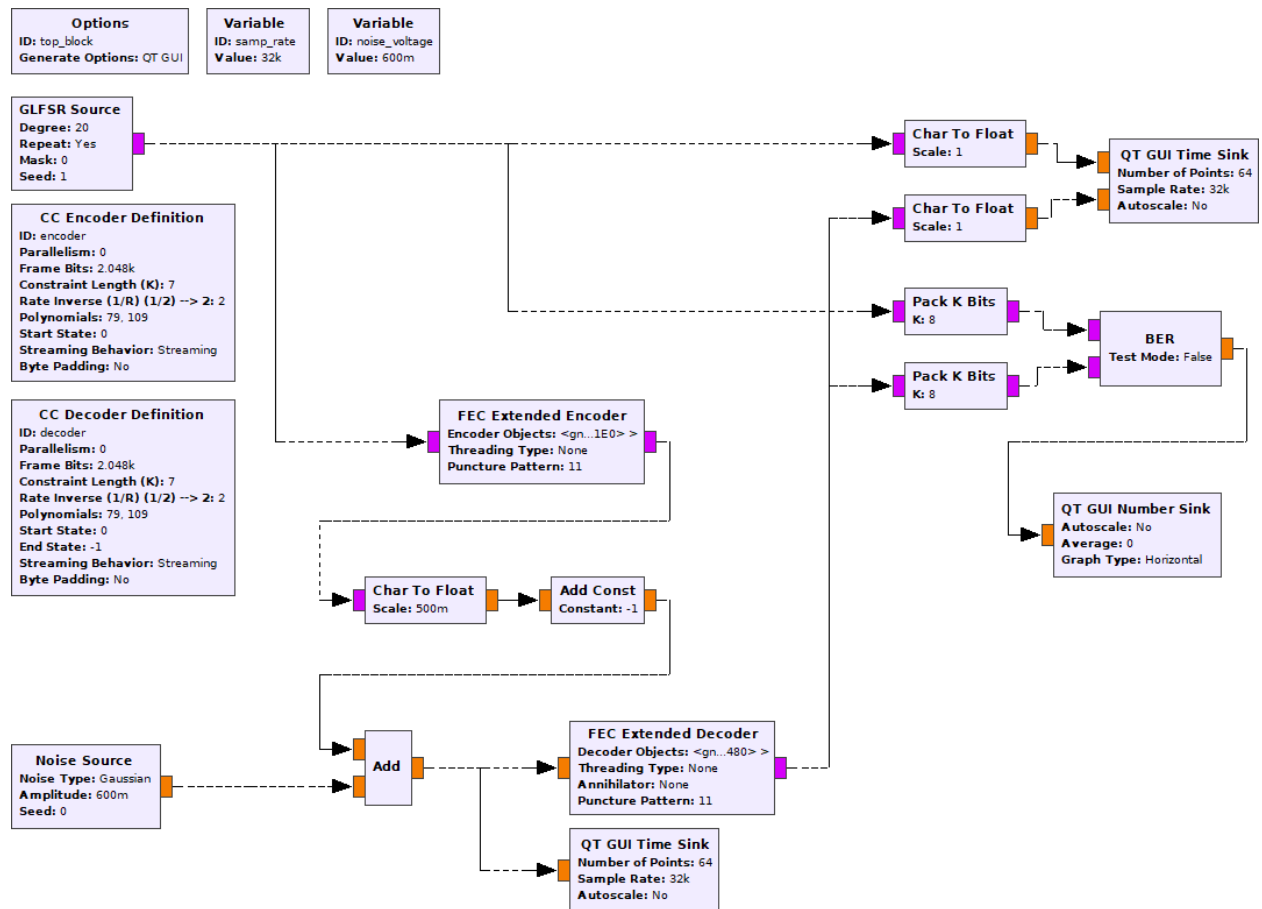 Options
ID: top_block
Generate Options: QT GUI
Variable
ID: samp_rate
Value: 32k
Variable
ID: noise_voltage
Value: 600m
GLFSR Source
Degree: 20
Repeat: Yes
Mask: 0
Seed: 1
Char To Float
Scale: 1
QT GUI Time Sink
Number of Points: 64
Sample Rate: 32k
Autoscale: No
Char To Float
Scale: 1
CC Encoder Definition
ID: encoder
Parallelism: 0
Frame Bits: 2.048k
Constraint Length (K): 7
Rate Inverse (1/R) (1/2) --> 2: 2
Polynomials: 79, 109
Start State: 0
Streaming Behavior: Streaming
Byte Padding: No
Pack K Bits
K: 8
BER
Test Mode: False
Pack K Bits
K: 8
CC Decoder Definition
ID: decoder
Parallelism: 0
Frame Bits: 2.048k
Constraint Length (K): 7
Rate Inverse (1/R) (1/2) --> 2: 2
Polynomials: 79, 109
Start State: 0
End State: -1
Streaming Behavior: Streaming
Byte Padding: No
FEC Extended Encoder
Encoder Objects: <gn...1E0> >
Threading Type: None
Puncture Pattern: 11
QT GUI Number Sink
Autoscale: No
Average: 0
Graph Type: Horizontal
Char To Float
Scale: 500m
Add Const
Constant: -1
Noise Source
Noise Type: Gaussian
Amplitude: 600m
Seed: 0
Add
FEC Extended Decoder
Decoder Objects: <gn...480> >
Threading Type: None
Annihilator: None
Puncture Pattern: 11
QT GUI Time Sink
Number of Points: 64
Sample Rate: 32k
Autoscale: No